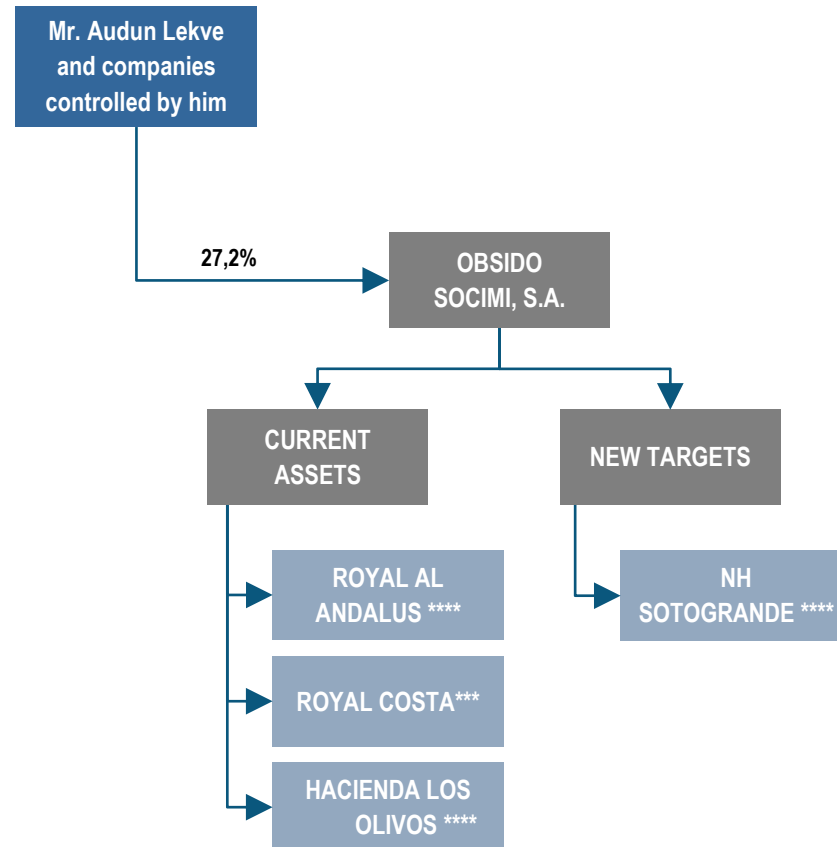 Mr. Audun Lekve
and companies
controlled by him
27,2%
OBSIDO
SOCIMI, S.A.
CURRENT
ASSETS
NEW TARGETS
ROYAL AL
ANDALUS ****
NH
SOTOGRANDE ****
ROYAL COSTA***
HACIENDA LOS
OLIVOS ****